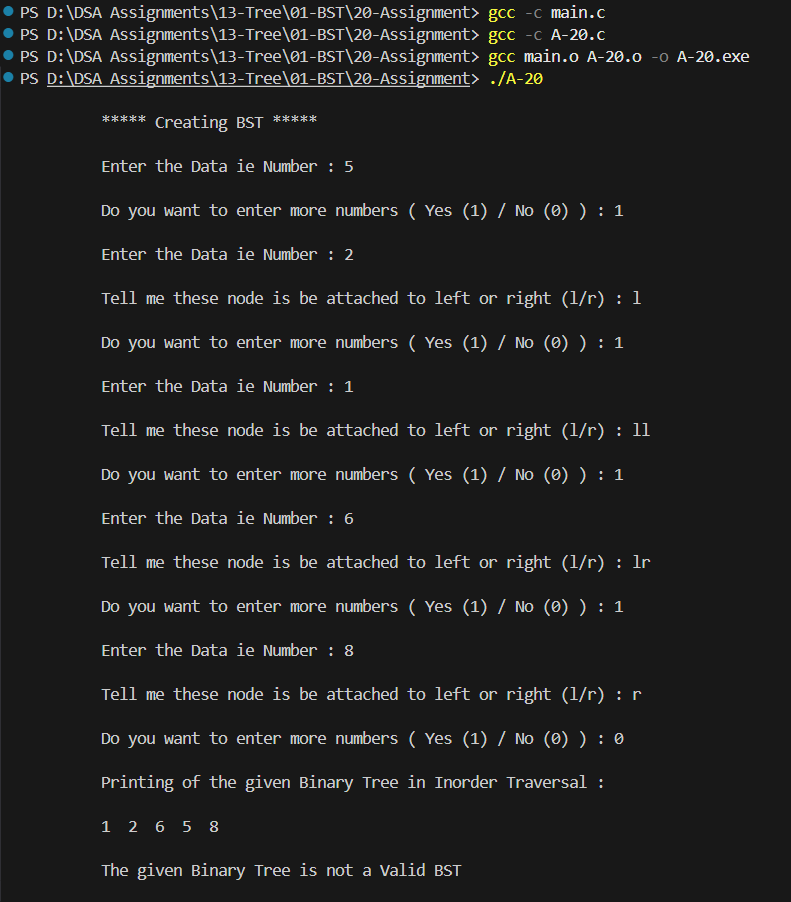 PS D:\DSA Assignments\13-Tree\01-BST\20-Assignment> gcc -c main.c
PS D:\DSA Assignments\13-Tree\01-BST\20-Assignment> gcc -c A-20.c
PS D:\DSA Assignments\13-Tree\01-BST\20-Assignment> gcc main.o A-20.o -o A-20.exe
PS D:\DSA Assignments\13-Tree\01-BST\20-Assignment> ./A-20
***** Creating BST *****
Enter the Data ie Number : 5
Do you want to enter more numbers ( Yes (1) / No (0) ) : 1
Enter the Data ie Number : 2
Tell me these node is be attached to left or right (l/r) : l
Do you want to enter more numbers ( Yes (1) / No (0) ) : 1
Enter the Data ie Number : 1
Tell me these node is be attached to left or right (l/r) : ll
Do you want to enter more numbers ( Yes (1) / No (0) ) : 1
Enter the Data ie Number : 6
Tell me these node is be attached to left or right (l/r) : lr
Do you want to enter more numbers ( Yes (1) / No (0) ) : 1
Enter the Data ie Number : 8
Tell me these node is be attached to left or right (l/r) : r
Do you want to enter more numbers ( Yes (1) / No (0) ) : 0
Printing of the given Binary Tree in Inorder Traversal :
1 2 6 5 8
The given Binary Tree is not a Valid BST